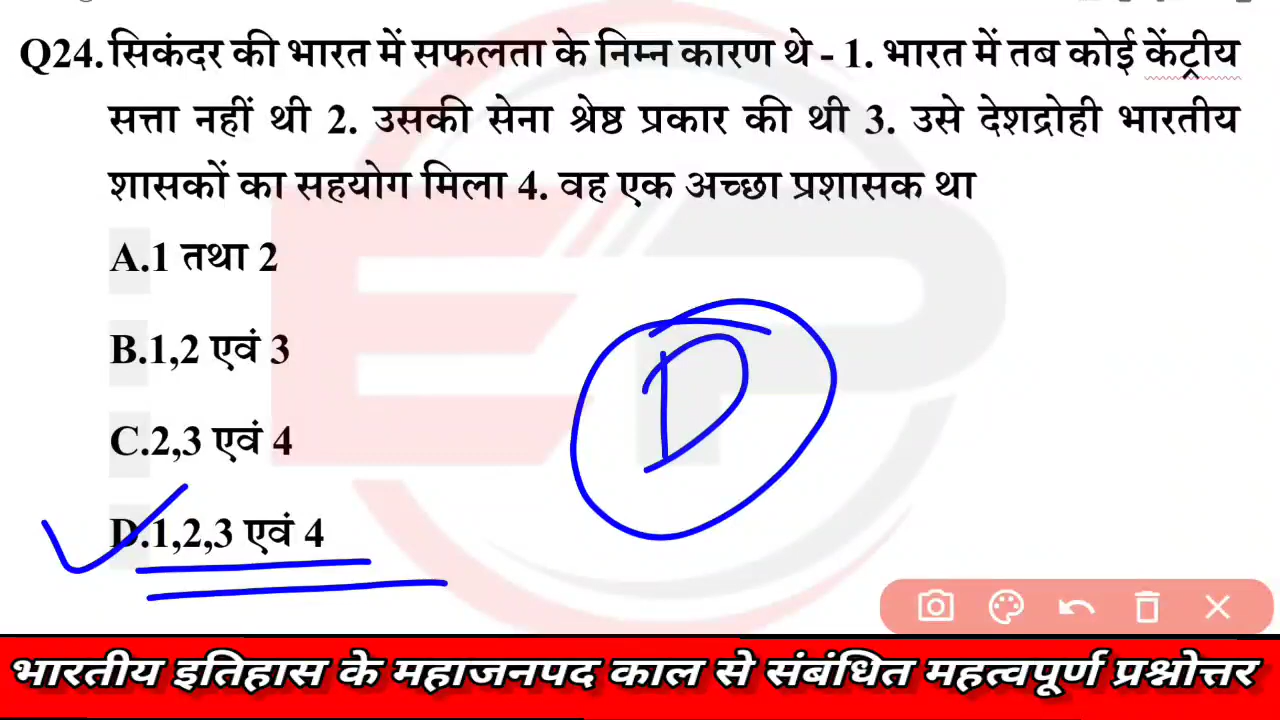 Q24. सिकंदर की भारत में सफलता के निम्न कारण थे - 1. भारत में तब कोई केंट्रीय
सत्ता नहीं थी 2. उसकी सेना श्रेष्ठ प्रकार की थी 3. उसे देशद्रोही भारतीय
शासकों का सहयोग मिला 4. वह एक अच्छा प्रशासक था
A.1 तथा 2
B.1,2 एवं 3
C.2,3 एवं 4
D.1,2,3 एवं 4
D
भारतीय इतिहास के महाजनपद काल से संबंधित महत्वपूर्ण प्रश्नोत्तर